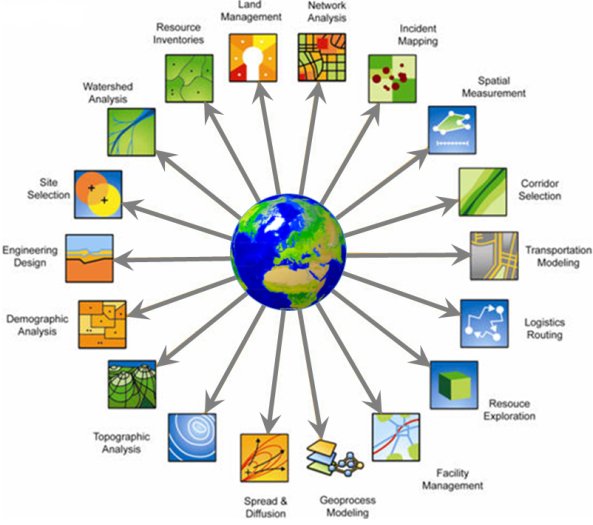 Land
Management
Network
Analysis
Incident
Mapping
Spatial
Measurement
Corridor
Selection
Transportation
Modeling
Logistics
Routing
Resouce
Exploration
Facility
Management
Geoprocess
Modeling
Spread &
Diffusion
Topographic
Analysis
Demographic
Analysis
Engineering
Design
Site
Selection
Watershed
Analysis
Resource
Inventories